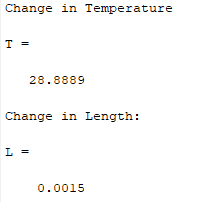 Change in Temperature
T =
28.8889
Change in Length:
L =
0.0015